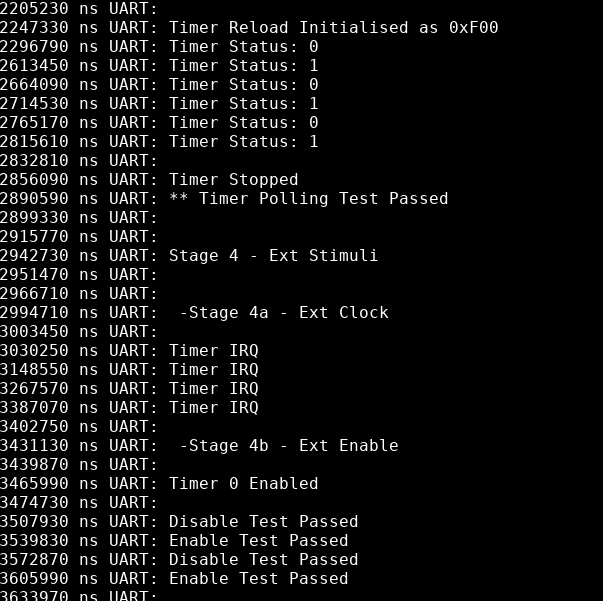 2205230 ns UART:
2247330 ns UART: Timer Reload Initialised as 0xF00
2296790 ns UART: Timer Status: 0
2613450 ns UART: Timer Status: 1
2664090 ns UART: Timer Status: 0
2714530 ns UART: Timer Status: 1
2765170 ns UART: Timer Status: 0
2815610 ns UART: Timer Status: 1
2832810 ns UART:
2856090 ns UART: Timer Stopped
2890590 ns UART: ** Timer Polling Test Passed
2899330 ns UART:
2915770 ns UART:
2942730 ns UART: Stage 4 - Ext Stimuli
2951470 ns UART:
2966710 ns UART:
2994710 ns UART:  -Stage 4a - Ext Clock
3003450 ns UART:
3030250 ns UART: Timer IRQ
3148550 ns UART: Timer IRQ
3267570 ns UART: Timer IRQ
3387070 ns UART: Timer IRQ
3402750 ns UART:
3431130 ns UART:  -Stage 4b - Ext Enable
3439870 ns UART:
3465990 ns UART: Timer 0 Enabled
3474730 ns UART:
3507930 ns UART: Disable Test Passed
3539830 ns UART: Enable Test Passed
3572870 ns UART: Disable Test Passed
3605990 ns UART: Enable Test Passed
3633970 ns UART: